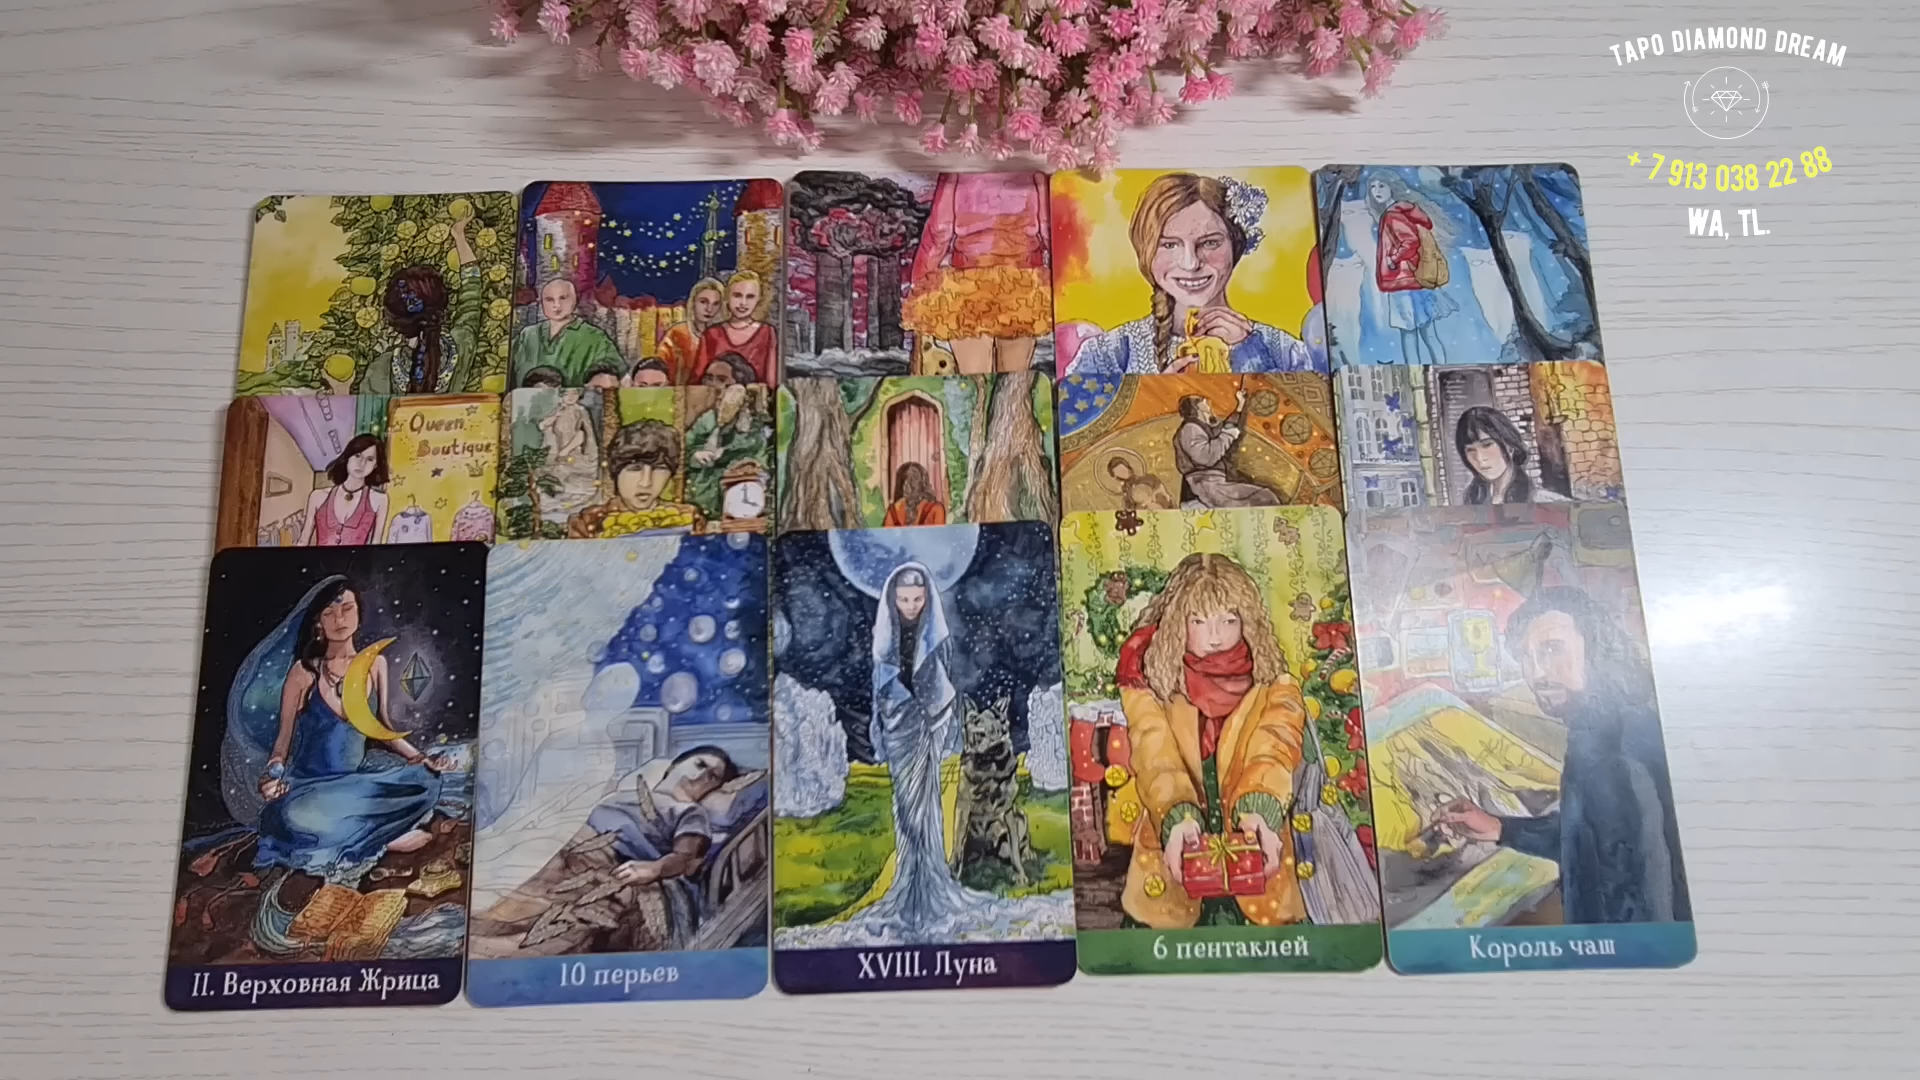 TAPO DIAMOND DREAM
+ 7 913 038 22 88
WA, TL.
Queen
Boutique
II. Верховная Жрица
10 перьев
XVIII. Луна
6 пентаклей
Король чаш